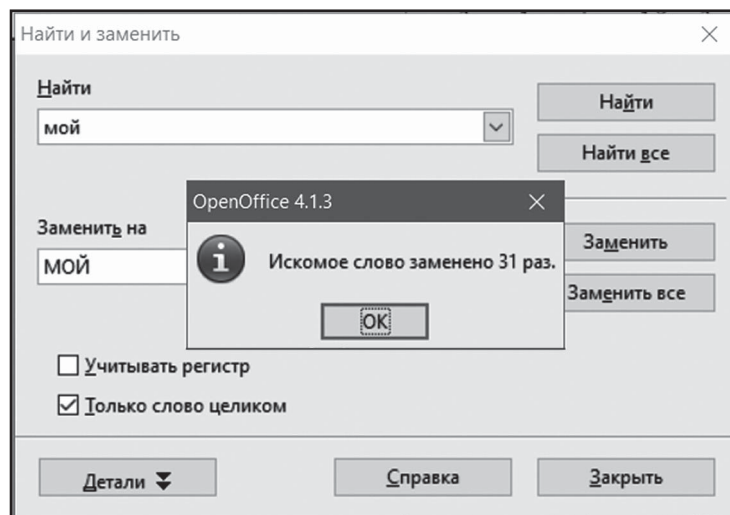 Найти и заменить
Найти
мой
Найти
Найти все
OpenOffice 4.1.3
Искомое слово заменено 31 раз.
OK
Заменить на
МОЙ
Заменить
Заменить все
Учитывать регистр
Только слово целиком
Детали
Справка
Закрыть